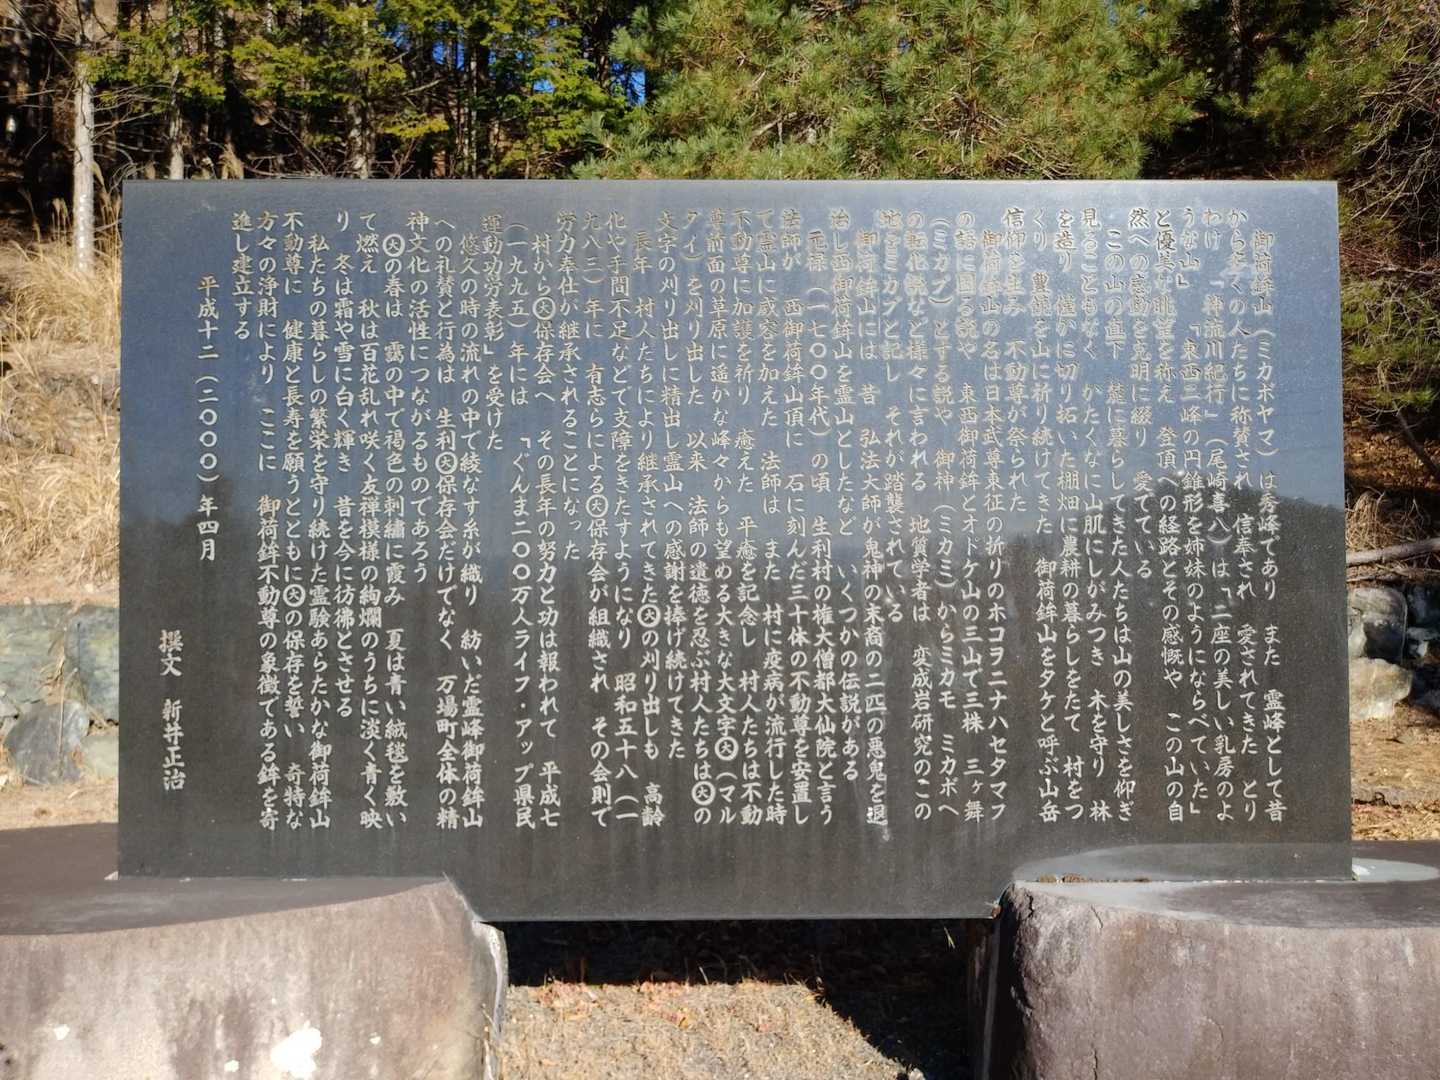 御荷鉾山（ミカボヤマ）は秀峰であり　また　霊峰として昔
から多くの人たちに称賛され　信奉され　愛されてきた　とり
わけ「神流川紀行」（尾崎喜八）は「二座の美しい乳房のよ
うな山」　「東西二峰の円錐形を姉妹のようにならべていた」
と優美な眺望を称え　登頂への経路とその感慨や　この山の自
然への感動を克明に綴り　愛でている
この山の直下　麓に暮らしてきた人たちは山の美しさを仰ぎ
見ることもなく　かたくなに山肌にしがみつき　木を守り　林
を造り　僅かに切り拓いた棚畑に農耕の暮らしをたて　村をつ
くり　豊饒を山に祈り続けてきた　御荷鉾山をタケと呼ぶ山岳
信仰を生み　不動尊が祭られた
御荷鉾山の名は日本武尊東征の折りのホコヲニナハセタマフ
の話に因る説や　東西御荷鉾とオドケ山の三山で三株　三ヶ舞
（ミカブ）とする説や　御神（ミカミ）からミカモ　ミカボへ
の転化説など様々に言われる　地質学者は　変成岩研究のこの
地をミカブと記し　それが踏襲されている
御荷鉾山には　昔　弘法大師が鬼神の末裔の二匹の悪鬼を退
治し西御荷鉾山を霊山としたなど　いくつかの伝説がある
元禄（一七〇〇年代）の頃　生利村の権大僧都大仙院と言う
法師が　西御荷鉾山頂に　石に刻んだ三十体の不動尊を安置し
て霊山に威容を加えた　法師は　また　村に疫病が流行した時
不動尊に加護を祈り　癒えた　平癒を記念し　村人たちは不動
尊前面の草原に遥かな峰々からも望める大きな大文字㊅（マル
ダイ）を刈り出した　以来　法師の遺徳を忍ぶ村人たちは㊅の
文字の刈り出しに精出し霊山への感謝を捧げ続けてきた
長年　村人たちにより継承されてきた㊅の刈り出しも　高齢
化や手間不足などで支障をきたすようになり　昭和五十八（一
九八三）年に　有志らによる㊅保存会が組織され　その会則で
労力奉仕が継承されることになった
村から㊅保存会へ　その長年の努力と功は報われて　平成七
（一九九五）年には　「ぐんま二〇〇万人ライフ・アップ県民
運動功労表彰」を受けた
悠久の時の流れの中で綾なす糸が織り　紡いだ霊峰御荷鉾山
への礼賛と行為は　生利㊅保存会だけでなく　万場町全体の精
神文化の活性につながるものであろう
㊅の春は　靄の中で褐色の刺繡に霞み　夏は青い絨毯を敷い
て燃え　秋は百花乱れ咲く友禅模様の絢爛のうちに淡く青く映
り　冬は霜や雪に白く輝き　昔を今に彷彿とさせる
私たちの暮らしの繁栄を守り続けた霊験あらたかな御荷鉾山
不動尊に　健康と長寿を願うとともに㊅の保存を誓い　奇特な
方々の浄財により　ここに　御荷鉾不動尊の象徴である鉾を寄
進し建立する
平成十二（二〇〇〇）年四月
撰文　新井正治